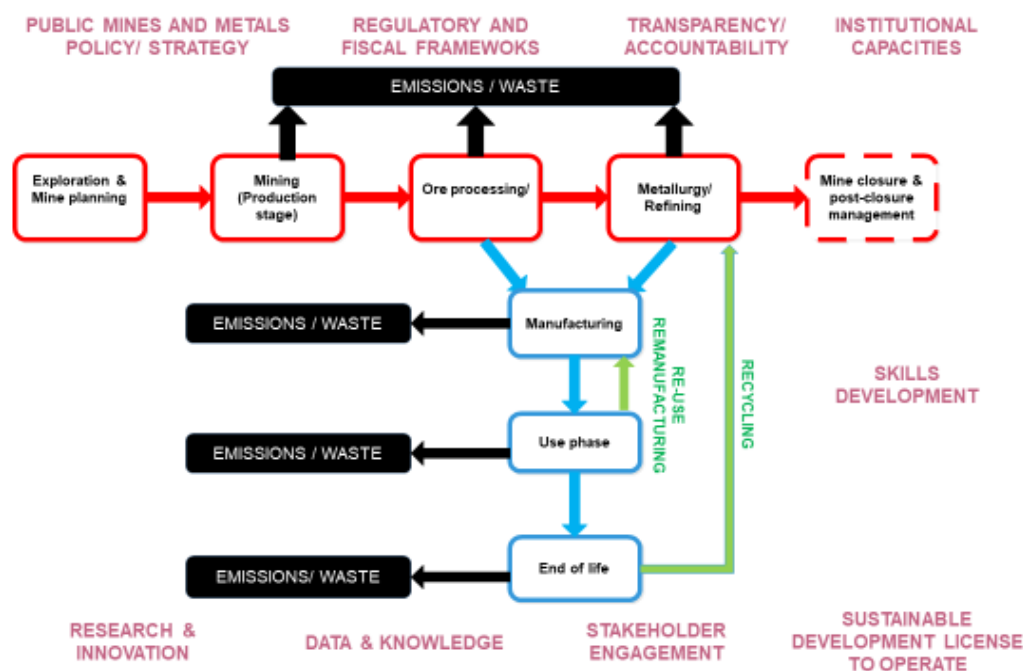 PUBLIC MINES AND METALS
POLICY/ STRATEGY
REGULATORY AND
FISCAL FRAMEWOKS
TRANSPARENCY/
ACCOUNTABILITY
INSTITUTIONAL
CAPACITIES
EMISSIONS / WASTE
Exploration &
Mine planning
Mining
(Production
stage)
Ore processing/
Metallurgy/
Refining
Mine closure &
post-closure
management
EMISSIONS / WASTE
Manufacturing
RE-USE
REMANUFACTURING
RECYCLING
SKILLS
DEVELOPMENT
EMISSIONS / WASTE
Use phase
EMISSIONS/ WASTE
End of life
RESEARCH &
INNOVATION
DATA & KNOWLEDGE
STAKEHOLDER
ENGAGEMENT
SUSTAINABLE
DEVELOPMENT LICENSE
TO OPERATE